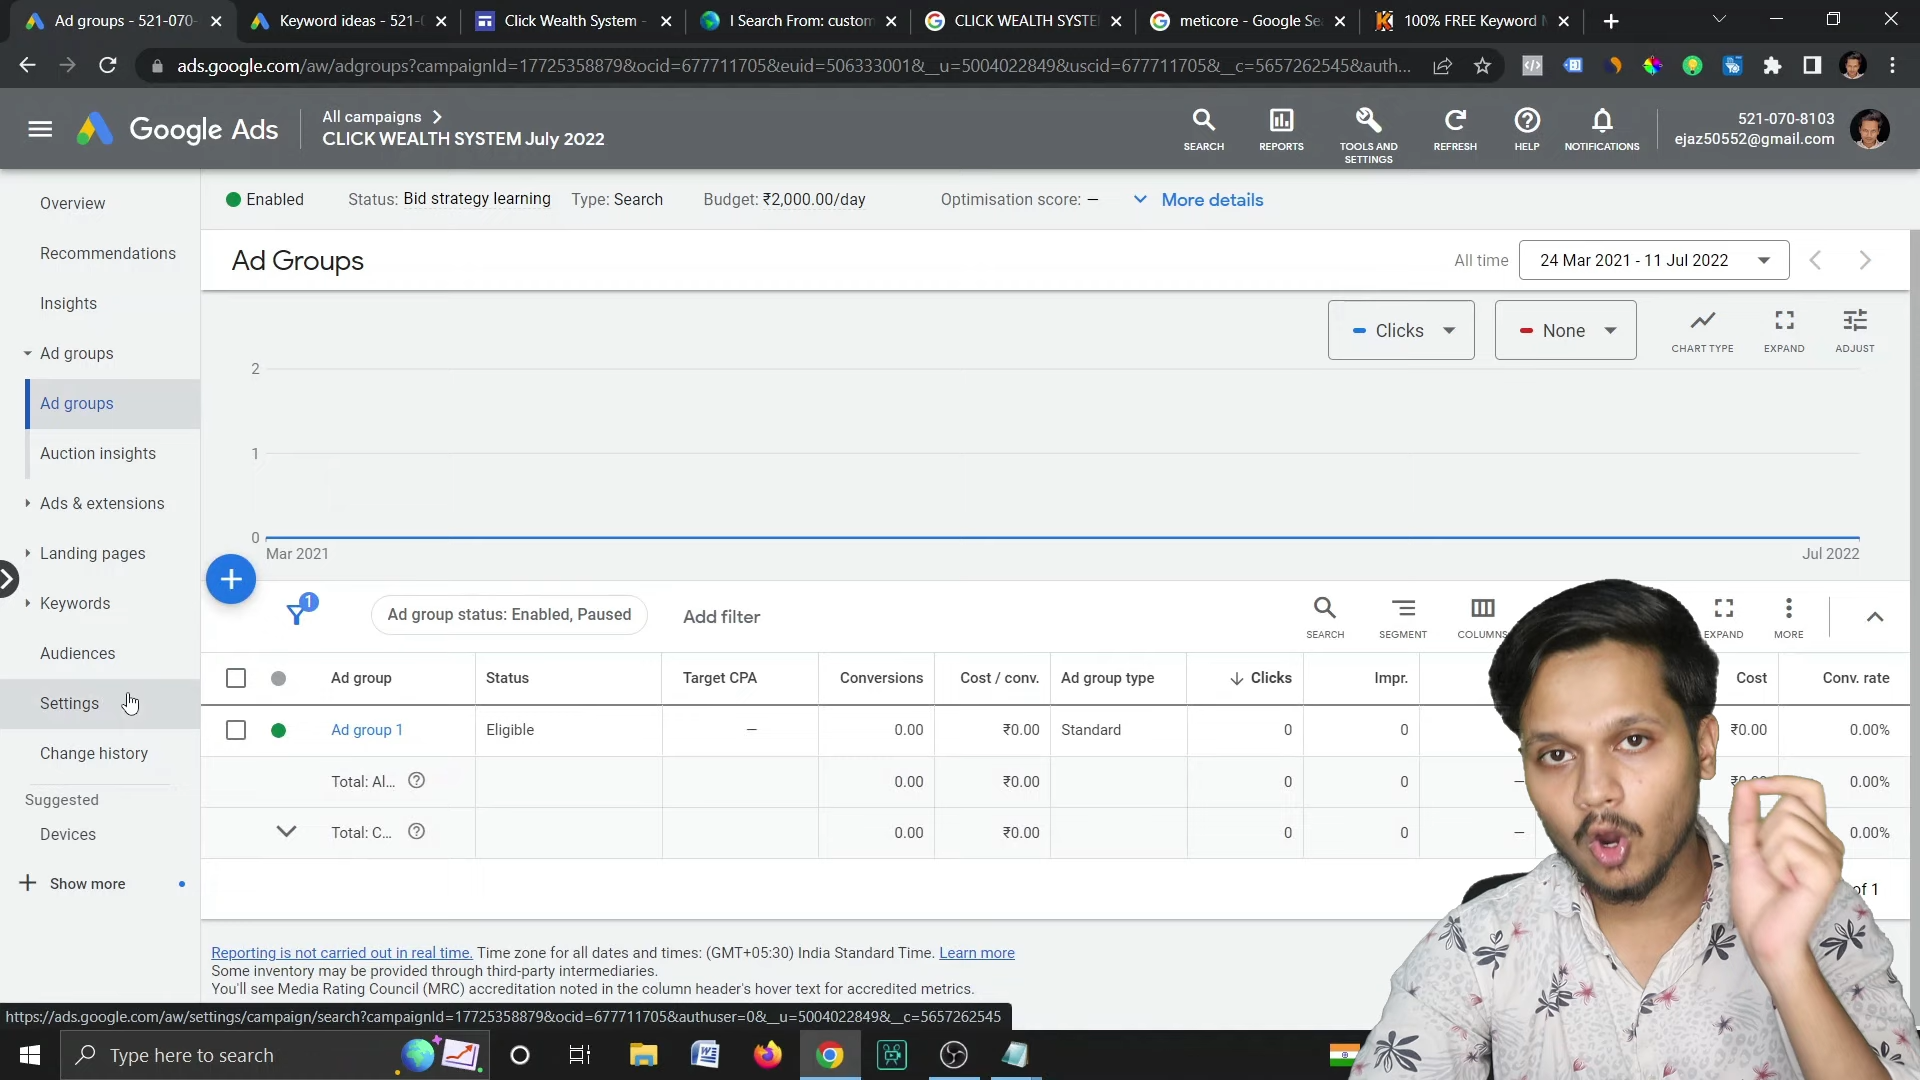 Ad groups - 521-070-
Keyword ideas - 521-
Click Wealth System -
I Search From: custom
CLICK WEALTH SYSTE
meticore - Google Se
100% FREE Keyword
ads.google.com/aw/adgroups?campaignId=17725358879&ocid=677711705&euid=506333001&__u=5004022849&uscid=677711705&__c=5657262545&auth...
Google Ads
All campaigns
CLICK WEALTH SYSTEM July 2022
SEARCH
REPORTS
TOOLS AND
SETTINGS
REFRESH
HELP
NOTIFICATIONS
521-070-8103
ejaz50552@gmail.com
Overview
Recommendations
Insights
Ad groups
Ad groups
Auction insights
Ads & extensions
Landing pages
Keywords
Audiences
Settings
Change history
Suggested
Devices
Show more
Enabled Status: Bid strategy learning Type: Search Budget: ₹2,000.00/day Optimisation score: — More details
Ad Groups
All time 24 Mar 2021 - 11 Jul 2022
Clicks
None
CHART TYPE
EXPAND
ADJUST
2
1
0
Mar 2021
Jul 2022
1
Ad group status: Enabled, Paused
Add filter
SEARCH
SEGMENT
COLUMNS
EXPAND
MORE
Ad group Status Target CPA Conversions Cost / conv. Ad group type Clicks Impr. Cost Conv. rate
Ad group 1 Eligible — 0.00 ₹0.00 Standard 0 0 ₹0.00 0.00%
Total: Al... 0.00 ₹0.00 0 0 — ₹0.00 0.00%
Total: C... 0.00 ₹0.00 0 0 — 0.00%
of 1
Reporting is not carried out in real time. Time zone for all dates and times: (GMT+05:30) India Standard Time. Learn more
Some inventory may be provided through third-party intermediaries.
You'll see Media Rating Council (MRC) accreditation noted in the column header's hover text for accredited metrics.
https://ads.google.com/aw/settings/campaign/search?campaignId=17725358879&ocid=677711705&authuser=0&__u=5004022849&__c=5657262545
Type here to search